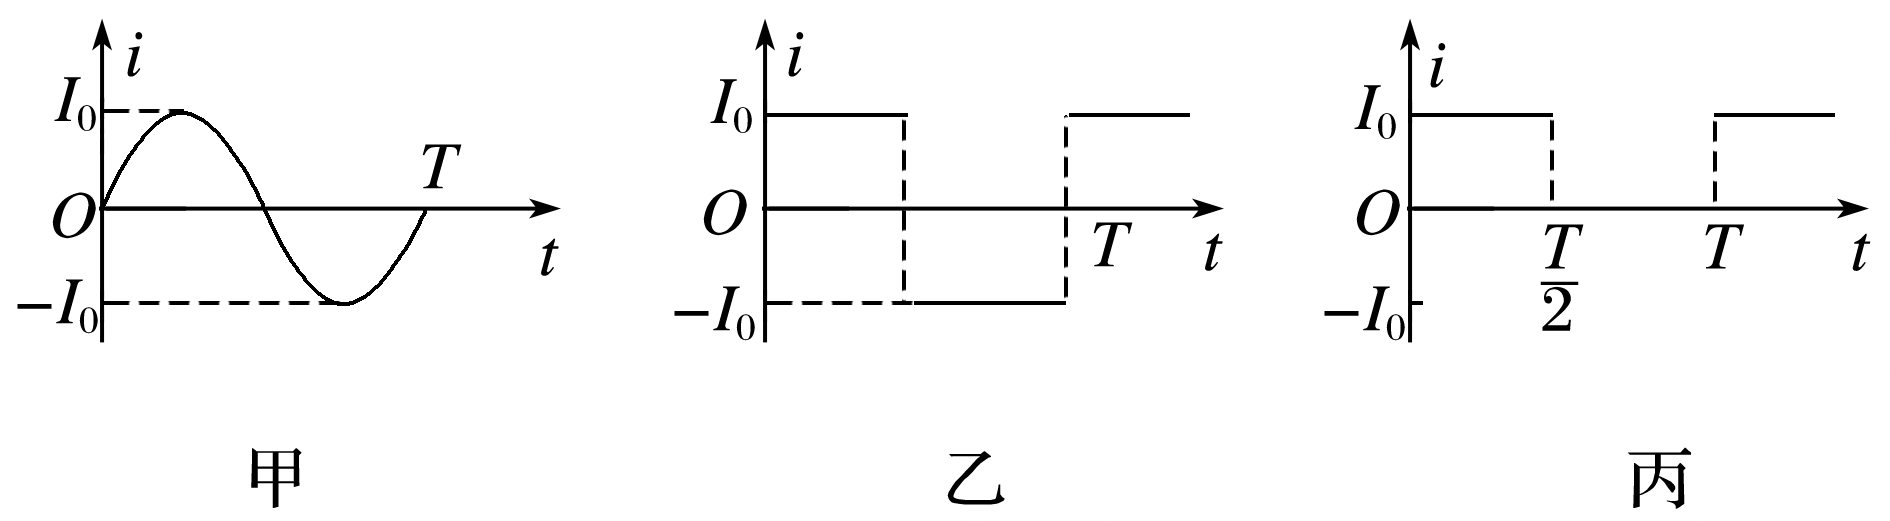 i
I₀
T
O
t
−I₀
甲
i
I₀
O
T
t
−I₀
乙
i
I₀
O
T/2
T
t
−I₀
丙